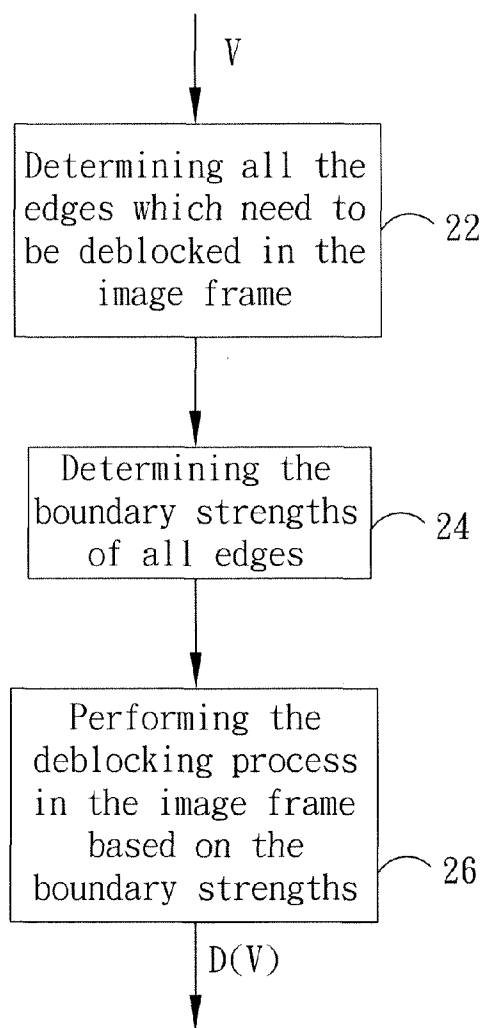 V
Determining all the
edges which need to
be deblocked in the
image frame
22
Determining the
boundary strengths
of all edges
24
Performing the
deblocking process
in the image frame
based on the
boundary strengths
26
D(V)